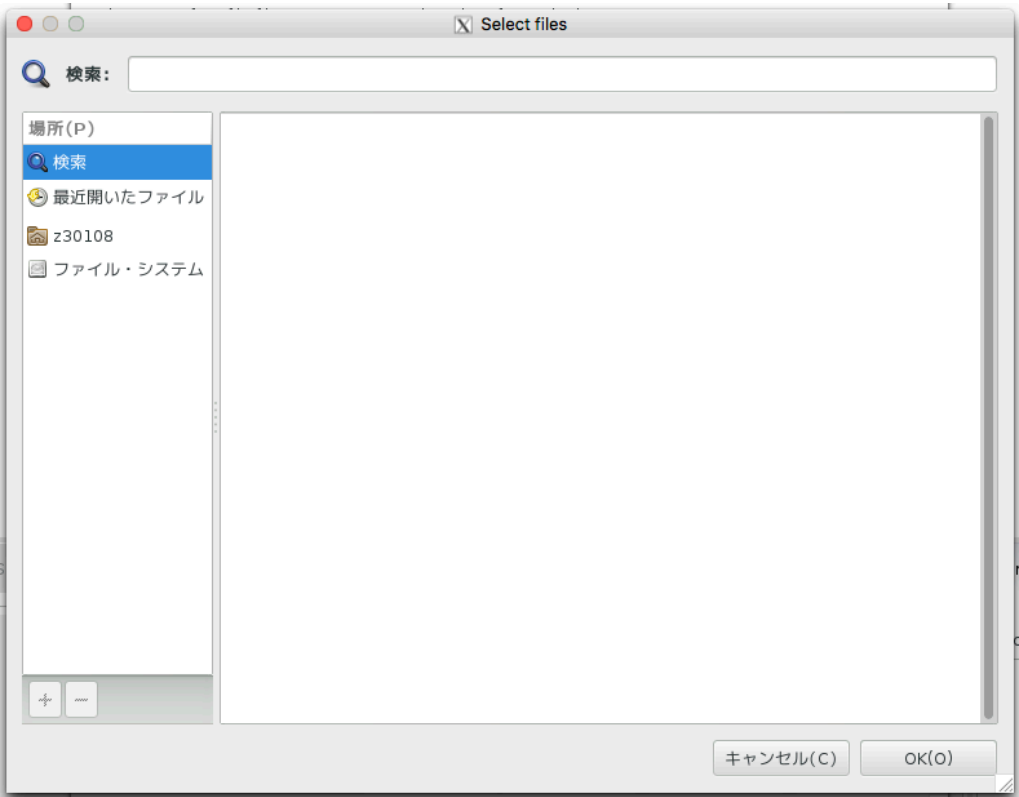 Select files
検索:
場所(P)
検索
最近開いたファイル
z30108
ファイル・システム
キャンセル(C)
OK(O)